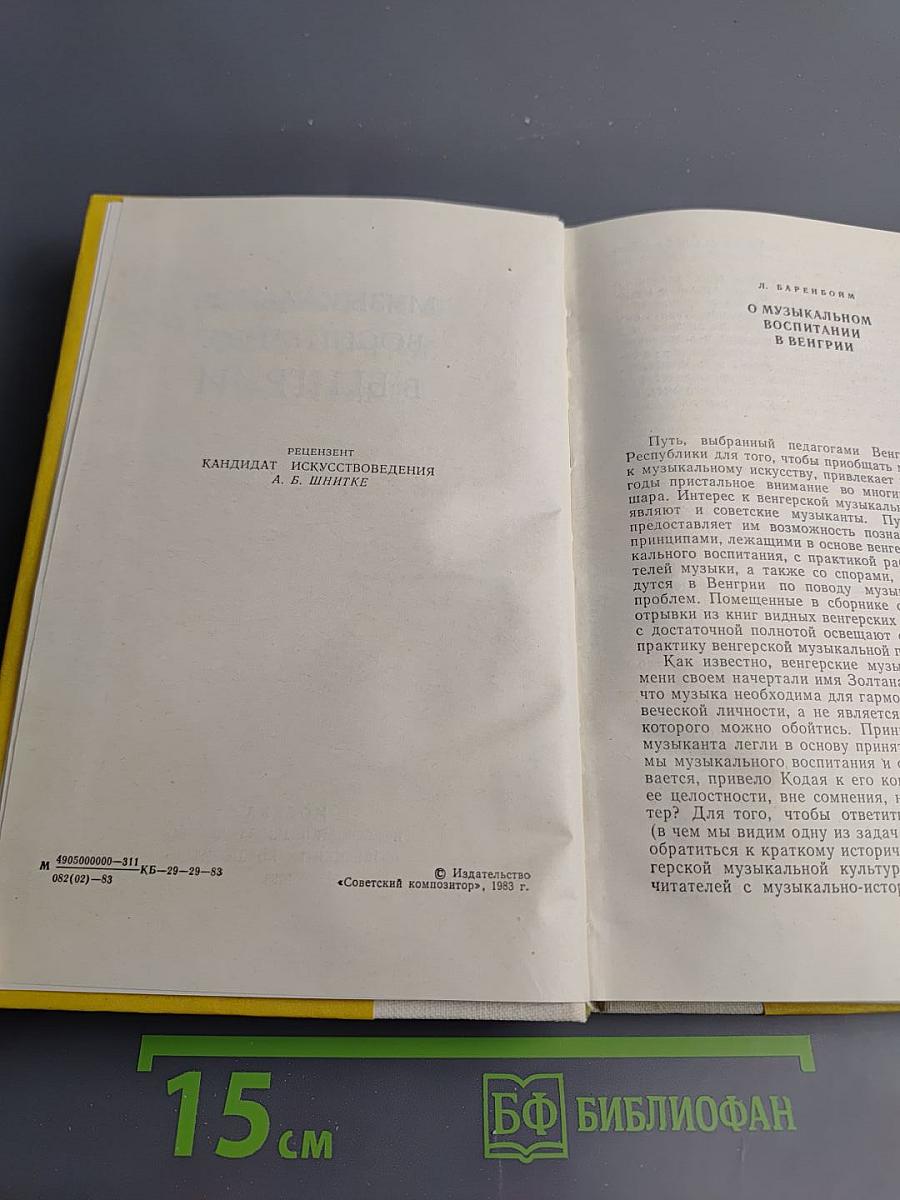 РЕЦЕНЗЕНТ
КАНДИДАТ ИСКУССТВОВЕДЕНИЯ
А. Б. ШНИТКЕ
М 4905000000—311 КБ—29—29—83
082(02)—83
© Издательство
«Советский композитор», 1983 г.
Л. БАРЕНБОЙМ
О МУЗЫКАЛЬНОМ
ВОСПИТАНИИ
В ВЕНГРИИ
Путь, выбранный педагогами Венг
Республики для того, чтобы приобщать
к музыкальному искусству, привлекает
годы пристальное внимание во многи
шара. Интерес к венгерской музыкаль
являют и советские музыканты. Пу
предоставляет им возможность позна
принципами, лежащими в основе венге
кального воспитания, с практикой ра
телей музыки, а также со спорами,
дутся в Венгрии по поводу музы
проблем. Помещенные в сборнике
отрывки из книг видных венгерских
с достаточной полнотой освещают
практику венгерской музыкальной п
Как известно, венгерские музы
мени своем начертали имя Золтана
что музыка необходима для гармо
веческой личности, а не является
которого можно обойтись. Прин
музыканта легли в основу принят
мы музыкального воспитания и с
вается, привело Кодая к его ко
ее целостности, вне сомнения, н
тер? Для того, чтобы ответит
(в чем мы видим одну из задач
обратиться к краткому историч
герской музыкальной культур
читателей с музыкально-истор
15 см
БФ БИБЛИОФАН